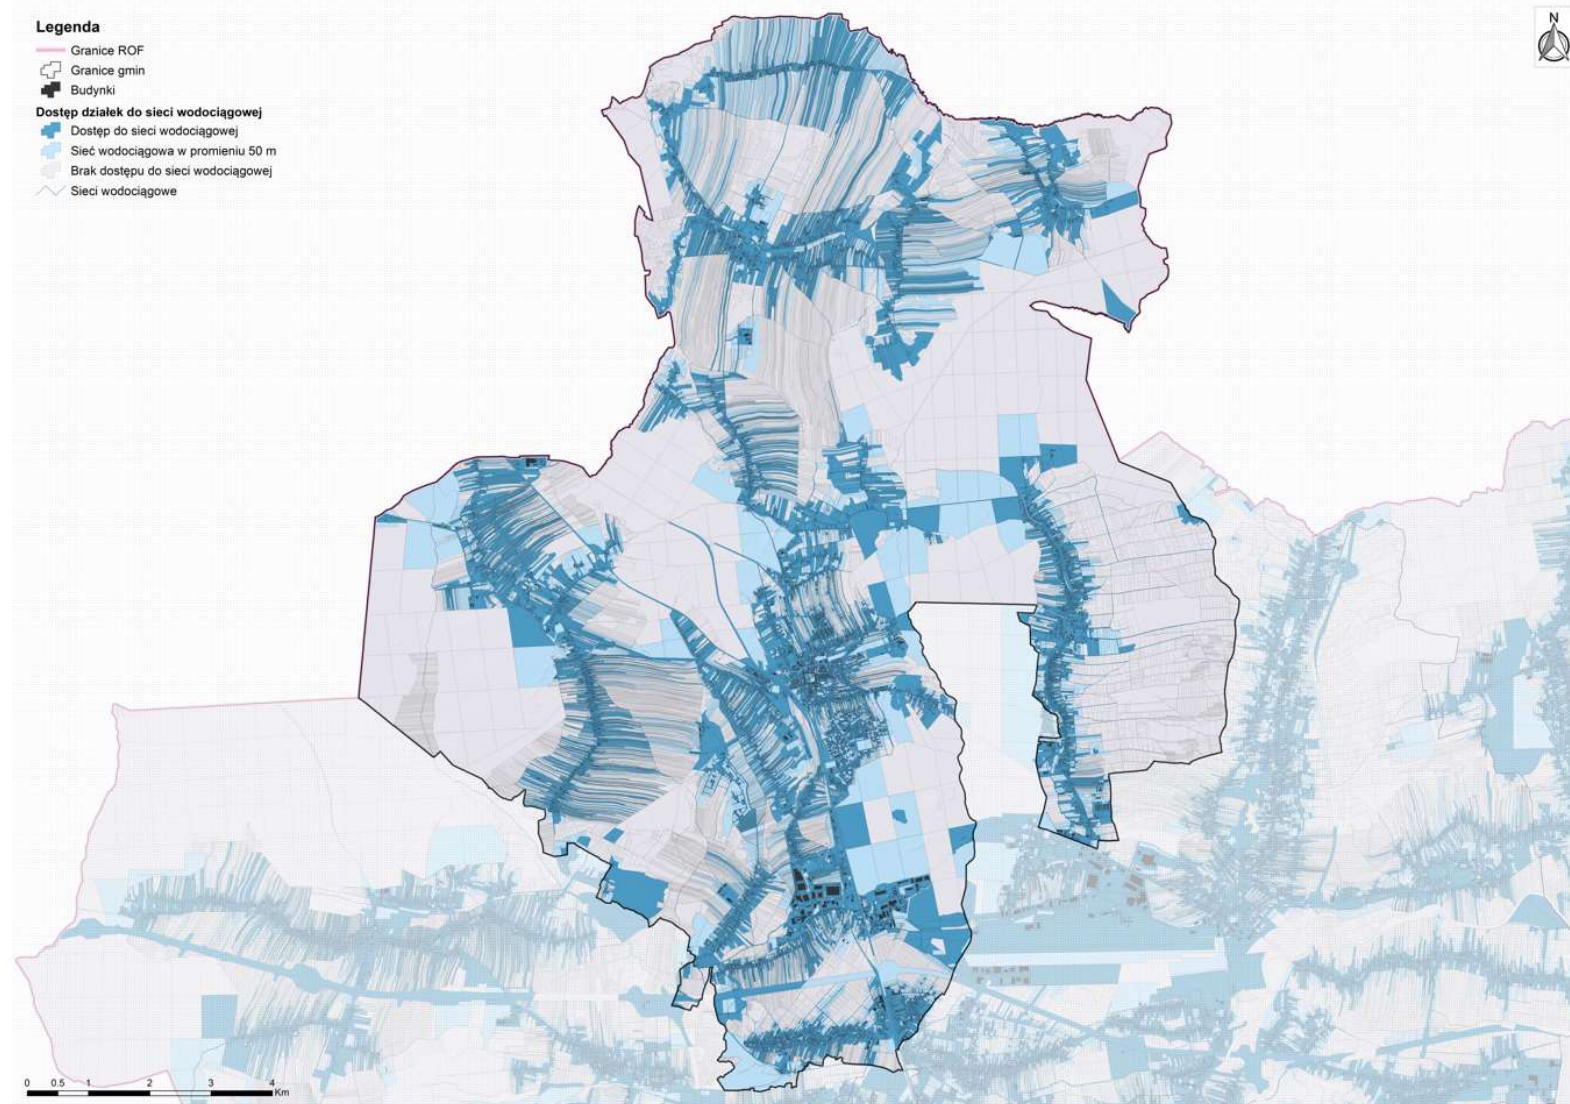 Legenda
Granice ROF
Granice gmin
Budynki
Dostęp działek do sieci wodociągowej
Dostęp do sieci wodociągowej
Sieć wodociągowa w promieniu 50 m
Brak dostępu do sieci wodociągowej
Sieci wodociągowe
N
0 0.5 1 2 3 4
Km